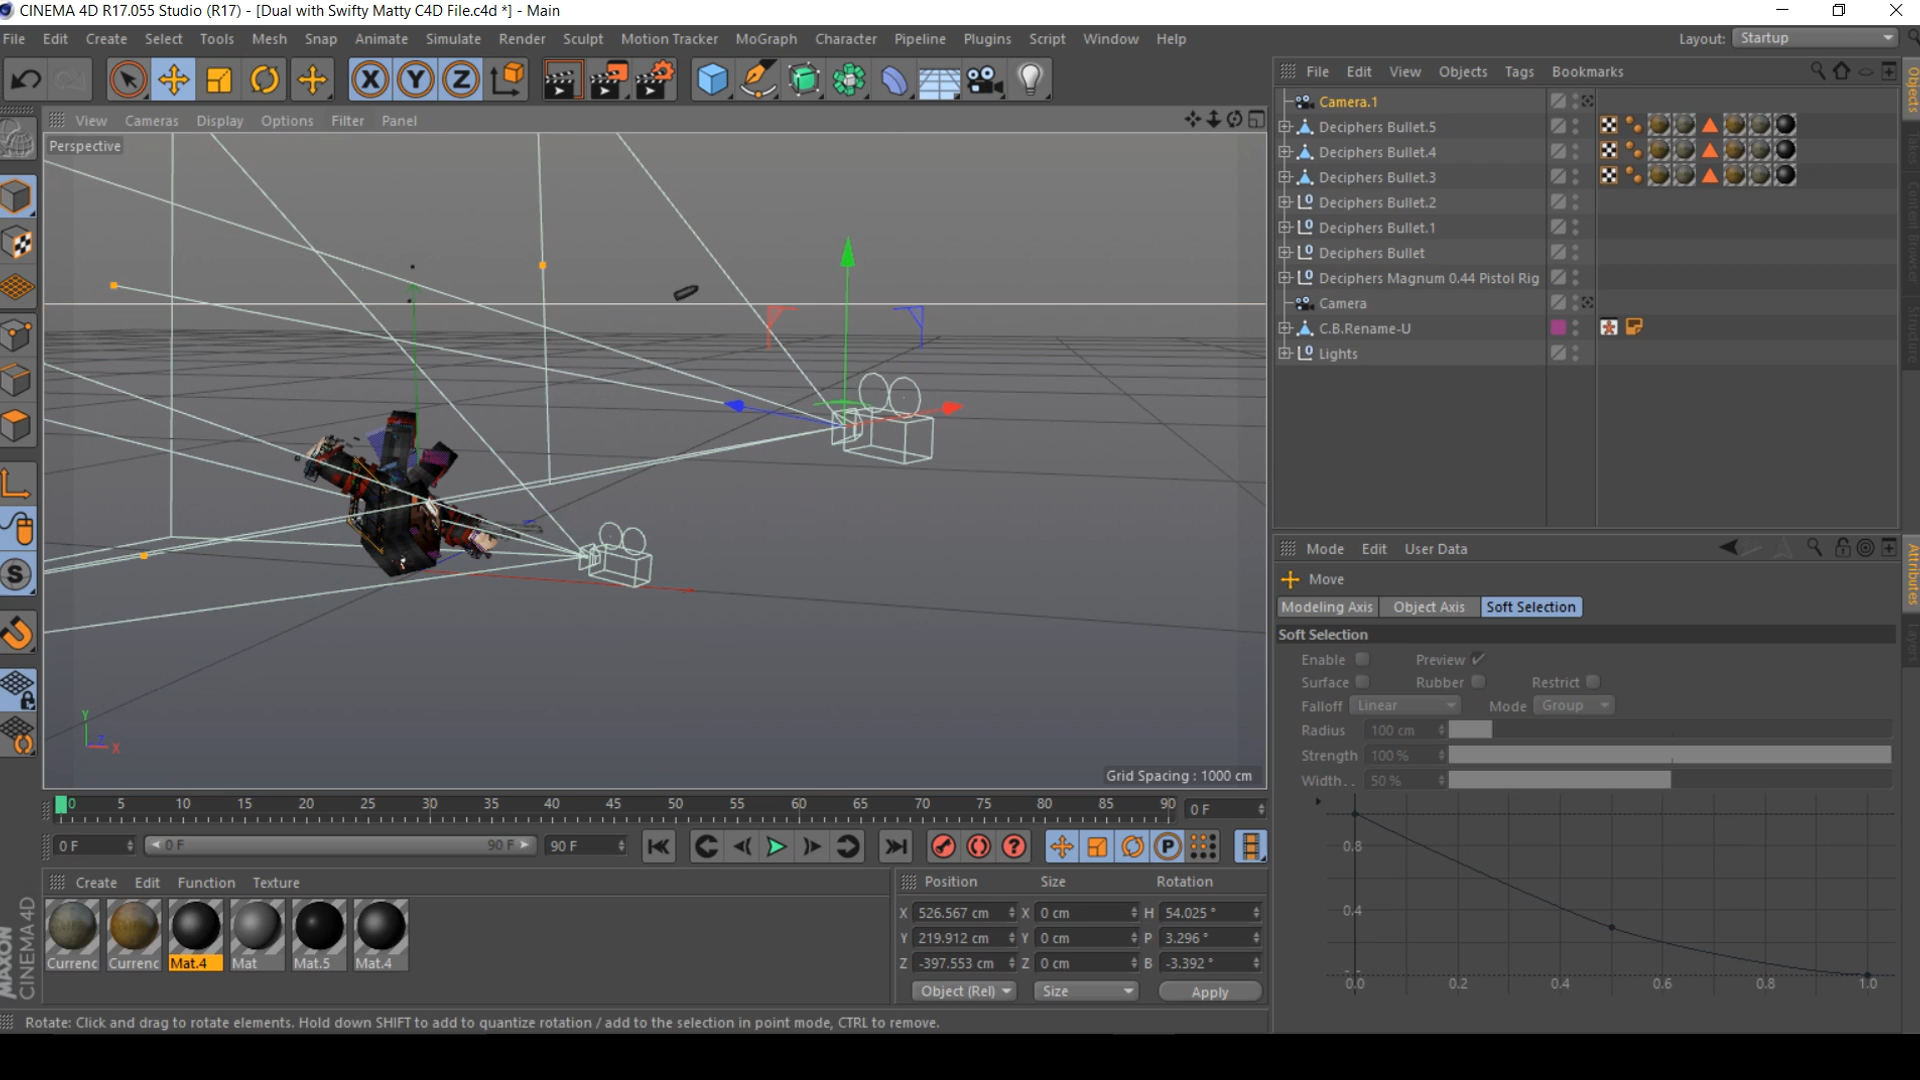 CINEMA 4D R17.055 Studio (R17) - [Dual with Swifty Matty C4D File.c4d *] - Main
File Edit Create Select Tools Mesh Snap Animate Simulate Render Sculpt Motion Tracker MoGraph Character Pipeline Plugins Script Window Help Layout: Startup
File Edit View Objects Tags Bookmarks
View Cameras Display Options Filter Panel
Perspective
Camera.1
Deciphers Bullet.5
Deciphers Bullet.4
Deciphers Bullet.3
Deciphers Bullet.2
Deciphers Bullet.1
Deciphers Bullet
Deciphers Magnum 0.44 Pistol Rig
Camera
C.B.Rename-U
Lights
Objects
Takes
Content Browser
Structure
Y
Z X
Grid Spacing : 1000 cm
Mode Edit User Data
Move
Modeling Axis Object Axis Soft Selection
Soft Selection
Enable Preview
Surface Rubber Restrict
Falloff Linear Mode Group
Radius 100 cm
Strength 100 %
Width. . 50 %
0.8
0.4
0.0 0.2 0.4 0.6 0.8 1.0
Attributes
Layers
0 5 10 15 20 25 30 35 40 45 50 55 60 65 70 75 80 85 90 0 F
0 F 0 F 90 F 90 F
Create Edit Function Texture
Currenc Currenc Mat.4 Mat Mat.5 Mat.4
Position Size Rotation
X 526.567 cm X 0 cm H 54.025 °
Y 219.912 cm Y 0 cm P 3.296 °
Z -397.553 cm Z 0 cm B -3.392 °
Object (Rel) Size Apply
MAXON
CINEMA 4D
Rotate: Click and drag to rotate elements. Hold down SHIFT to add to quantize rotation / add to the selection in point mode, CTRL to remove.